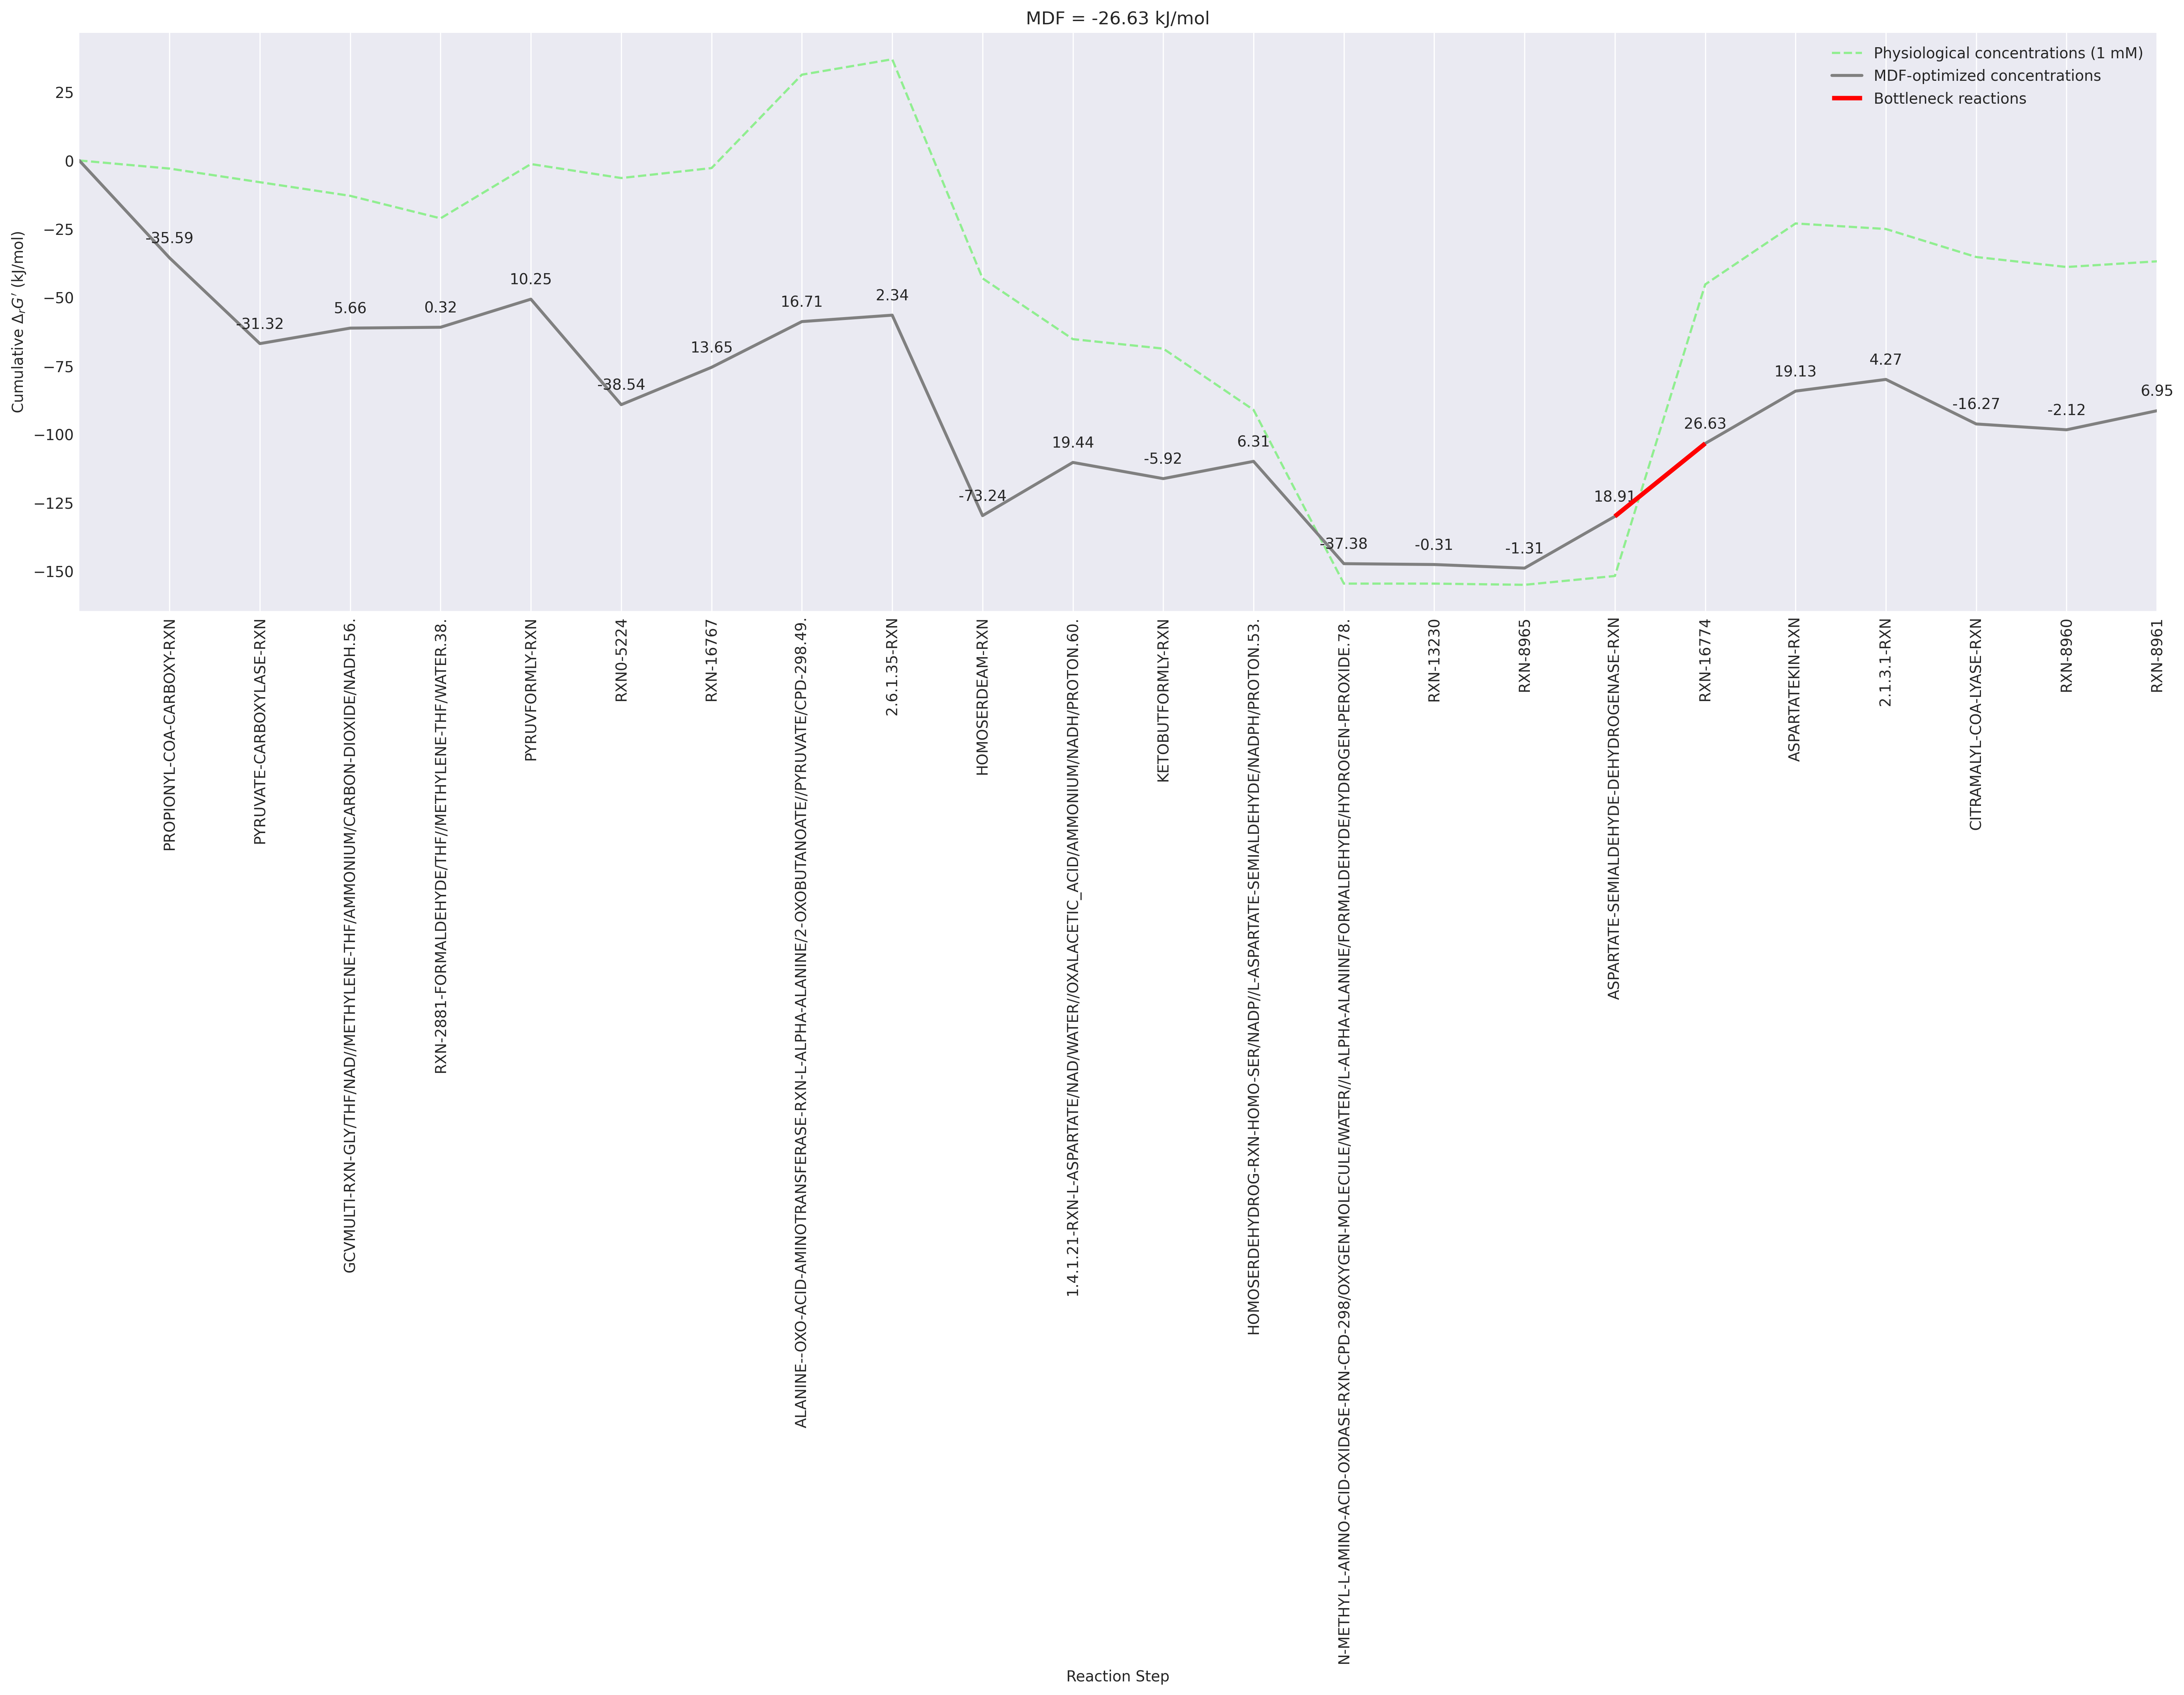 MDF = -26.63 kJ/mol
Physiological concentrations (1 mM)
MDF-optimized concentrations
Bottleneck reactions
Cumulative ΔrG′ (kJ/mol)
25
0
−25
−50
−75
−100
−125
−150
-35.59
-31.32
5.66
0.32
10.25
-38.54
13.65
16.71
2.34
-73.24
19.44
-5.92
6.31
-37.38
-0.31
-1.31
18.91
26.63
19.13
4.27
-16.27
-2.12
6.95
PROPIONYL-COA-CARBOXY-RXN
PYRUVATE-CARBOXYLASE-RXN
GCVMULTI-RXN-GLY/THF/NAD//METHYLENE-THF/AMMONIUM/CARBON-DIOXIDE/NADH.56.
RXN-2881-FORMALDEHYDE/THF//METHYLENE-THF/WATER.38.
PYRUVFORMLY-RXN
RXN0-5224
RXN-16767
ALANINE--OXO-ACID-AMINOTRANSFERASE-RXN-L-ALPHA-ALANINE/2-OXOBUTANOATE//PYRUVATE/CPD-298.49.
2.6.1.35-RXN
HOMOSERDEAM-RXN
1.4.1.21-RXN-L-ASPARTATE/NAD/WATER//OXALACETIC_ACID/AMMONIUM/NADH/PROTON.60.
KETOBUTFORMLY-RXN
HOMOSERDEHYDROG-RXN-HOMO-SER/NADP//L-ASPARTATE-SEMIALDEHYDE/NADPH/PROTON.53.
N-METHYL-L-AMINO-ACID-OXIDASE-RXN-CPD-298/OXYGEN-MOLECULE/WATER//L-ALPHA-ALANINE/FORMALDEHYDE/HYDROGEN-PEROXIDE.78.
RXN-13230
RXN-8965
ASPARTATE-SEMIALDEHYDE-DEHYDROGENASE-RXN
RXN-16774
ASPARTATEKIN-RXN
2.1.3.1-RXN
CITRAMALYL-COA-LYASE-RXN
RXN-8960
RXN-8961
Reaction Step